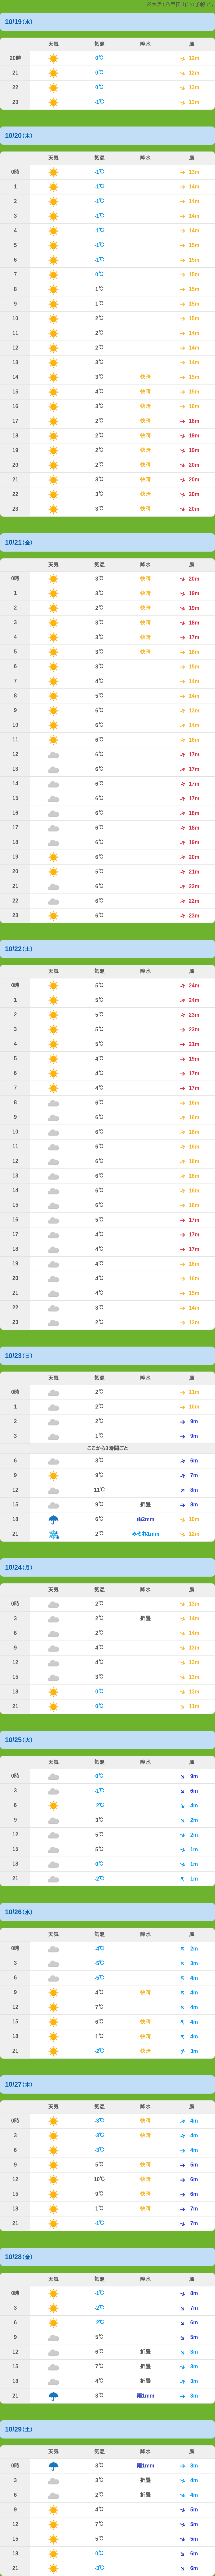 10/19(水)
天気 気温 降水 風
20時 0℃ 12m
21 0℃ 12m
22 0℃ 13m
23 -1℃ 13m
10/20(木)
天気 気温 降水 風
0時 -1℃ 13m
1 -1℃ 14m
2 -1℃ 14m
3 -1℃ 14m
4 -1℃ 14m
5 -1℃ 15m
6 -1℃ 15m
7 0℃ 15m
8 1℃ 15m
9 1℃ 15m
10 2℃ 15m
11 2℃ 14m
12 2℃ 14m
13 3℃ 14m
14 3℃ 快晴 15m
15 4℃ 快晴 15m
16 3℃ 快晴 16m
17 2℃ 快晴 18m
18 2℃ 快晴 19m
19 2℃ 快晴 19m
20 2℃ 快晴 20m
21 3℃ 快晴 20m
22 3℃ 快晴 20m
23 3℃ 快晴 20m
10/21(金)
天気 気温 降水 風
0時 3℃ 快晴 20m
1 3℃ 快晴 19m
2 2℃ 快晴 19m
3 3℃ 快晴 18m
4 3℃ 快晴 17m
5 3℃ 快晴 16m
6 3℃ 15m
7 4℃ 14m
8 5℃ 14m
9 6℃ 13m
10 6℃ 14m
11 6℃ 16m
12 6℃ 17m
13 6℃ 17m
14 6℃ 17m
15 6℃ 17m
16 6℃ 18m
17 6℃ 18m
18 6℃ 19m
19 6℃ 20m
20 5℃ 21m
21 6℃ 22m
22 6℃ 22m
23 6℃ 23m
10/22(土)
天気 気温 降水 風
0時 5℃ 24m
1 5℃ 24m
2 5℃ 23m
3 5℃ 23m
4 5℃ 21m
5 4℃ 19m
6 4℃ 17m
7 4℃ 17m
8 6℃ 16m
9 6℃ 16m
10 6℃ 16m
11 6℃ 16m
12 6℃ 16m
13 6℃ 16m
14 6℃ 16m
15 6℃ 16m
16 5℃ 17m
17 4℃ 17m
18 4℃ 17m
19 4℃ 16m
20 4℃ 16m
21 4℃ 15m
22 3℃ 14m
23 2℃ 12m
10/23(日)
天気 気温 降水 風
0時 2℃ 11m
1 2℃ 10m
2 2℃ 9m
3 1℃ 9m
ここから3時間ごと
6 3℃ 6m
9 9℃ 7m
12 11℃ 8m
15 9℃ 折畳 8m
18 6℃ 雨2mm 10m
21 2℃ みぞれ1mm 12m
10/24(月)
天気 気温 降水 風
0時 2℃ 13m
3 2℃ 折畳 14m
6 2℃ 14m
9 4℃ 13m
12 4℃ 13m
15 3℃ 13m
18 0℃ 13m
21 0℃ 11m
10/25(火)
天気 気温 降水 風
0時 0℃ 9m
3 -1℃ 6m
6 -2℃ 4m
9 3℃ 2m
12 5℃ 2m
15 5℃ 1m
18 0℃ 1m
21 -2℃ 1m
10/26(水)
天気 気温 降水 風
0時 -4℃ 2m
3 -5℃ 3m
6 -5℃ 4m
9 4℃ 快晴 4m
12 7℃ 4m
15 6℃ 快晴 4m
18 1℃ 快晴 4m
21 -2℃ 快晴 3m
10/27(木)
天気 気温 降水 風
0時 -3℃ 快晴 4m
3 -3℃ 快晴 4m
6 -3℃ 4m
9 5℃ 快晴 5m
12 10℃ 快晴 6m
15 9℃ 快晴 6m
18 1℃ 快晴 7m
21 -1℃ 7m
10/28(金)
天気 気温 降水 風
0時 -1℃ 8m
3 -2℃ 7m
6 -2℃ 6m
9 5℃ 5m
12 6℃ 折畳 3m
15 7℃ 折畳 3m
18 4℃ 折畳 3m
21 3℃ 雨1mm 3m
10/29(土)
天気 気温 降水 風
0時 3℃ 雨1mm 3m
3 3℃ 折畳 4m
6 2℃ 折畳 4m
9 4℃ 5m
12 7℃ 5m
15 5℃ 5m
18 0℃ 6m
21 -3℃ 6m